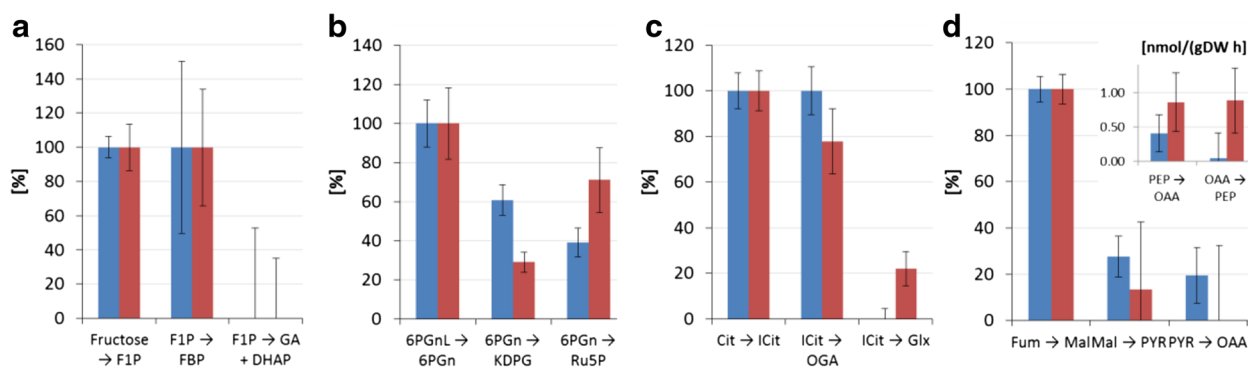 a
160
140
120
100
80
60
40
20
0
[%]
Fructose
→ F1P
F1P →
FBP
F1P → GA
+ DHAP
b
140
120
100
80
60
40
20
0
[%]
6PGnL →
6PGn
6PGn →
KDPG
6PGn →
Ru5P
c
120
100
80
60
40
20
0
[%]
Cit → ICit
ICit →
OGA
ICit → Glx
d
120
100
80
60
40
20
0
[%]
Fum → Mal
Mal → PYR
PYR → OAA
[nmol/(gDW h]
1.00
0.50
0.00
PEP →
OAA
OAA →
PEP